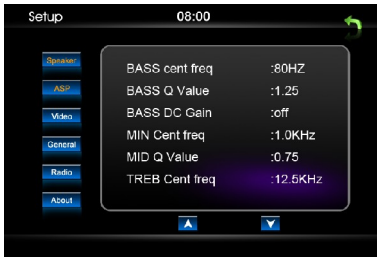 Setup 08:00
Speaker
ASP
Video
General
Radio
About
BASS cent freq :80HZ
BASS Q Value :1.25
BASS DC Gain :off
MIN Cent freq :1.0KHz
MID Q Value :0.75
TREB Cent freq :12.5KHz